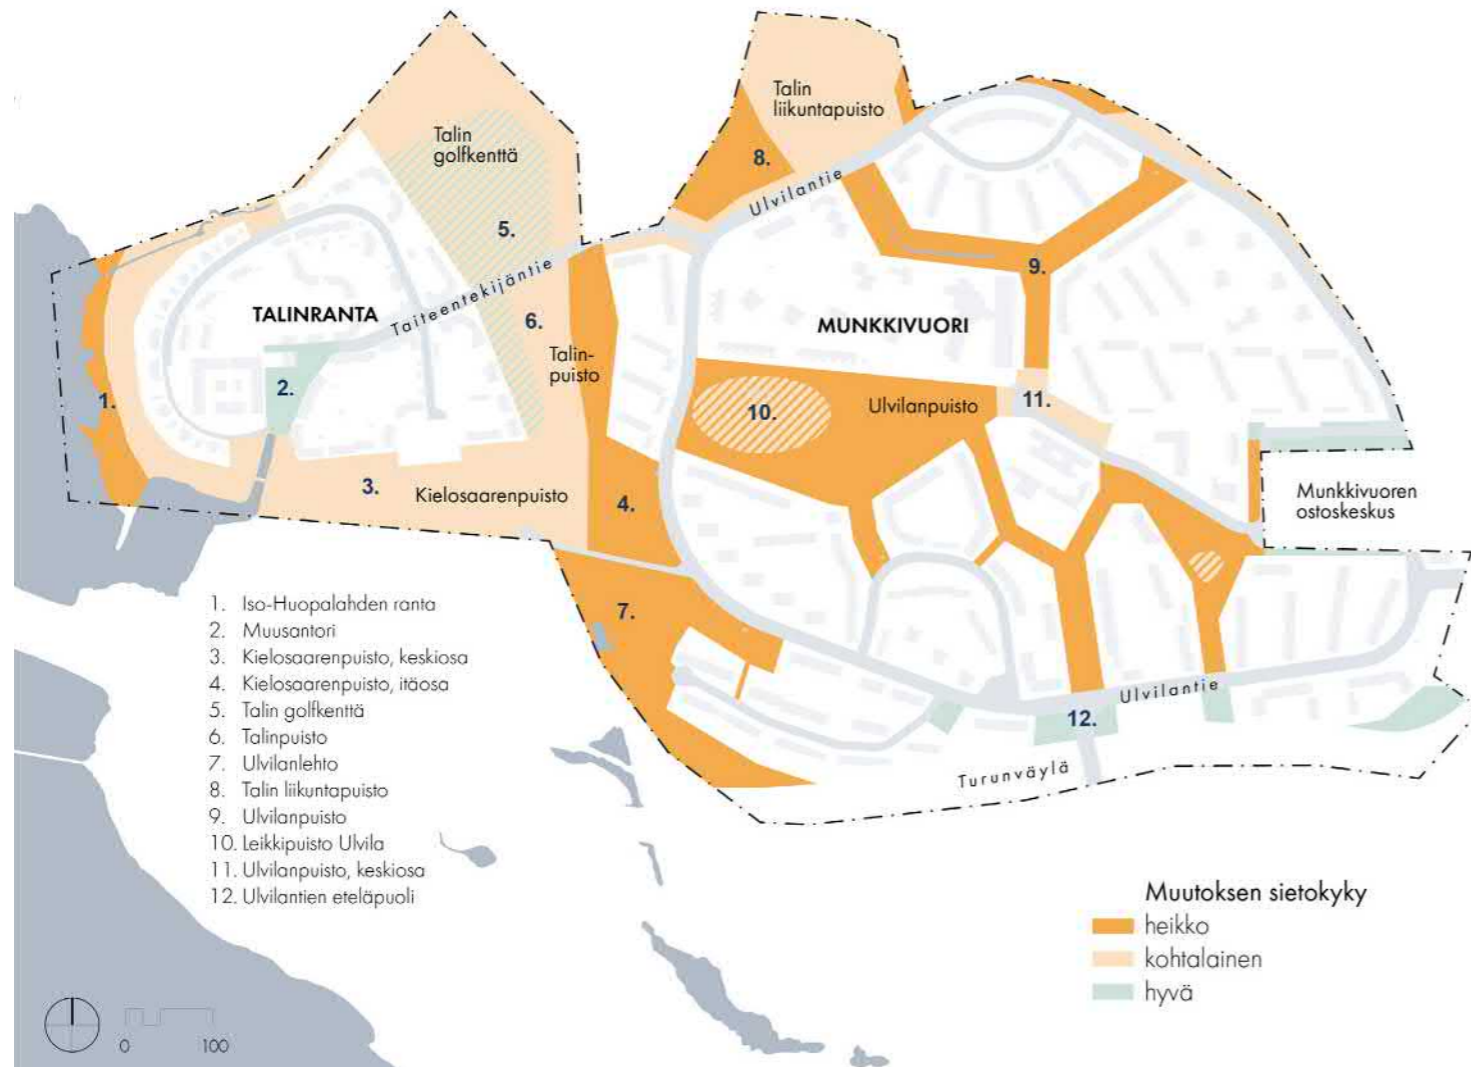 Talin
liikuntapuisto
Talin
golfkenttä
8.
Ulvilantie
5.
9.
Taiteentekijäntie
TALINRANTA
6.
MUNKKIVUORI
Talin-
puisto
2.
1.
10.
Ulvilanpuisto
11.
3.
Kielosaarenpuisto
4.
Munkkivuoren
ostoskeskus
7.
Ulvilantie
12.
Turunväylä
1. Iso-Huopalahden ranta
2. Muusantori
3. Kielosaarenpuisto, keskiosa
4. Kielosaarenpuisto, itäosa
5. Talin golfkenttä
6. Talinpuisto
7. Ulvilanlehto
8. Talin liikuntapuisto
9. Ulvilanpuisto
10. Leikkipuisto Ulvila
11. Ulvilanpuisto, keskiosa
12. Ulvilantien eteläpuoli
Muutoksen sietokyky
heikko
kohtalainen
hyvä
0 100